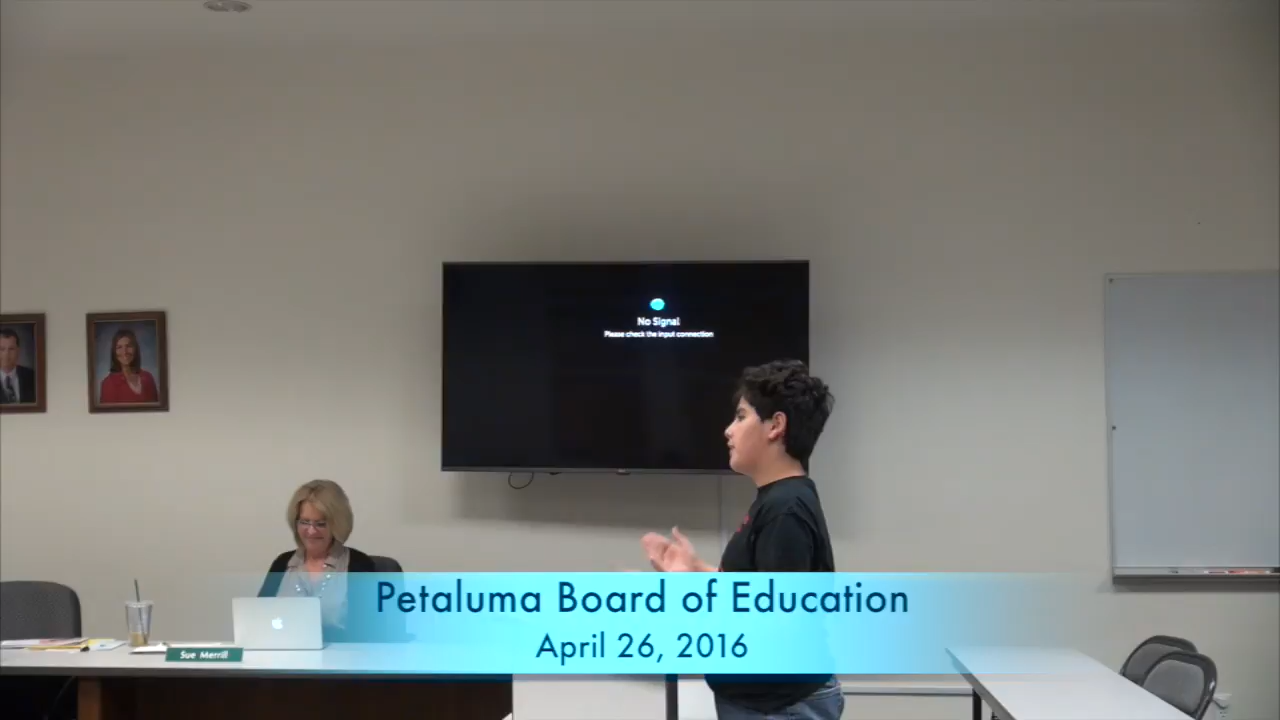 No Signal
Please check the input connection
Petaluma Board of Education
April 26, 2016
Sue Merrill